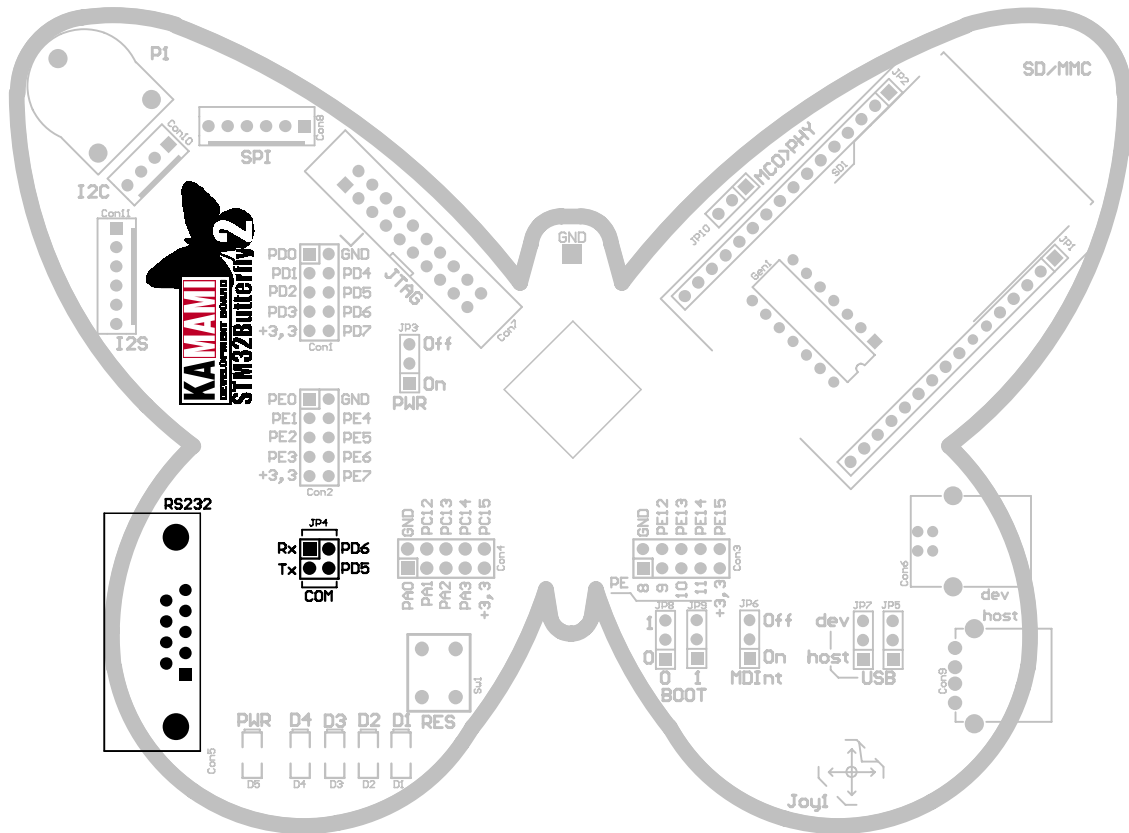 P1
SD/MMC
JP2
Con8
SPI
Con10
I2C
MCO>PHY
SD1
JP10
Con11
I2S
KAMAMI
DEVELOPMENT BOARD
STM32Butterfly 2
GND
JP1
Gen1
PD0 GND
PD1 PD4
PD2 PD5
PD3 PD6
+3,3 PD7
Con1
JTAG
Con7
JP3
Off
On
PWR
PE0 GND
PE1 PE4
PE2 PE5
PE3 PE6
+3,3 PE7
Con2
RS232
JP4
Rx PD6
Tx PD5
COM
GND PC12 PC13 PC14 PC15
Con4
PA0 PA1 PA2 PA3 +3,3
GND PE12 PE13 PE14 PE15
Con3
PE 8 9 10 11 +3,3
Con6
dev
host
JP8 JP9
1
0
0 1
BOOT
JP6
Off
On
MDInt
JP7 JP5
dev
host
USB
Con9
Sw1
RES
PWR D4 D3 D2 D1
Con5
D5 D4 D3 D2 D1
Joy1